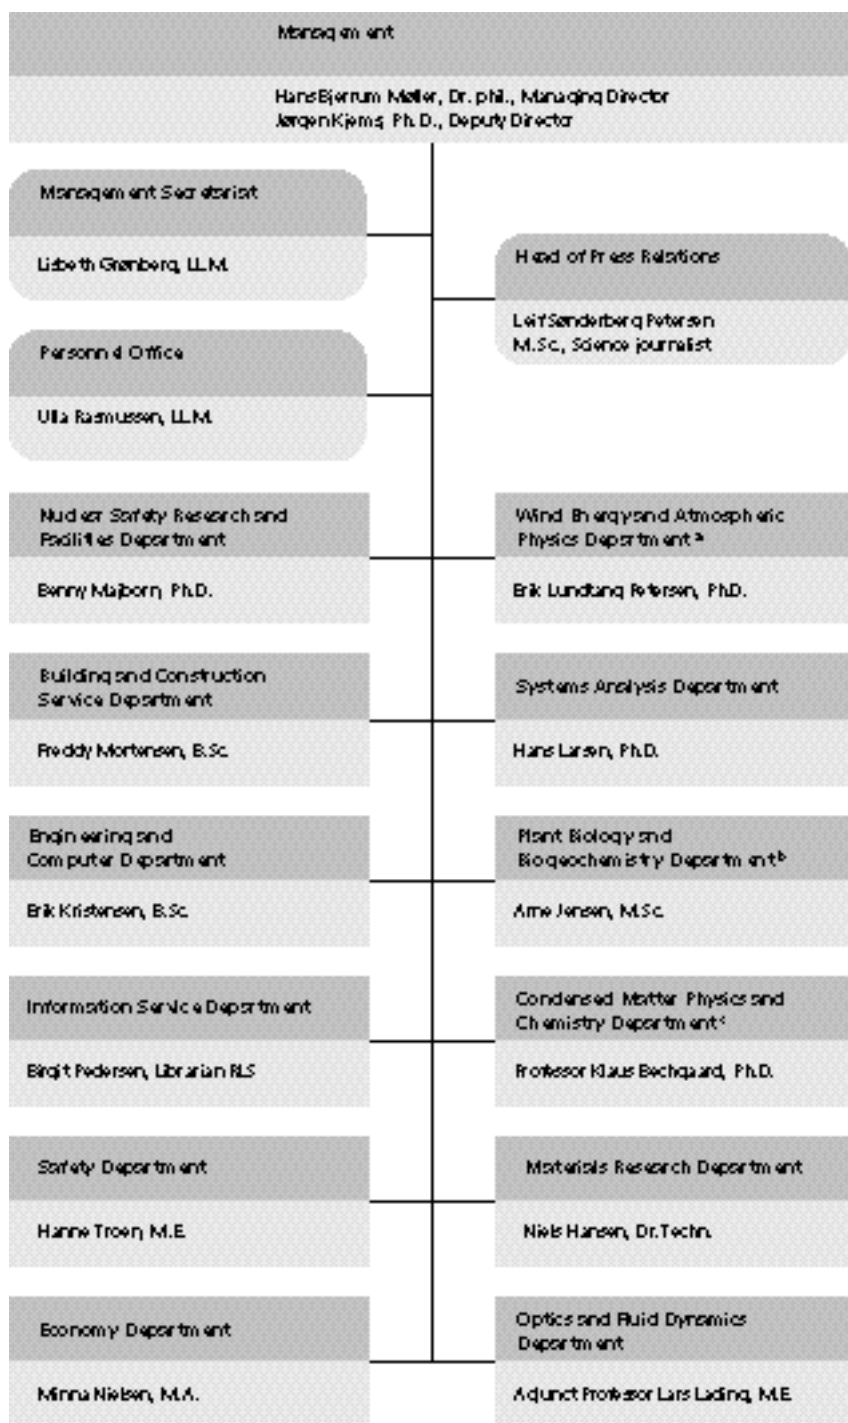 Management
Hans Bjerrum Møller, Dr. phil., Managing Director
Jørgen Kjems, Ph.D., Deputy Director
Management Secretariat
Lisbeth Grønberg, LL.M.
Head of Press Relations
Leif Sønderberg Petersen
M.Sc., Science journalist
Personnel Office
Ulla Rasmussen, LL.M.
Nuclear Safety Research and
Facilities Department
Benny Majborn, Ph.D.
Wind Energy and Atmospheric
Physics Department a
Erik Lundtang Petersen, Ph.D.
Building and Construction
Service Department
Freddy Mortensen, B.Sc.
Systems Analysis Department
Hans Larsen, Ph.D.
Engineering and
Computer Department
Erik Kristensen, B.Sc.
Plant Biology and
Biogeochemistry Department b
Arne Jensen, M.Sc.
Information Service Department
Birgit Pedersen, Librarian RLS
Condensed Matter Physics and
Chemistry Department c
Professor Klaus Bechgaard, Ph.D.
Safety Department
Hanne Troen, M.E.
Materials Research Department
Niels Hansen, Dr.Techn.
Economy Department
Minna Nielsen, M.A.
Optics and Fluid Dynamics
Department
Adjunct Professor Lars Lading, M.E.